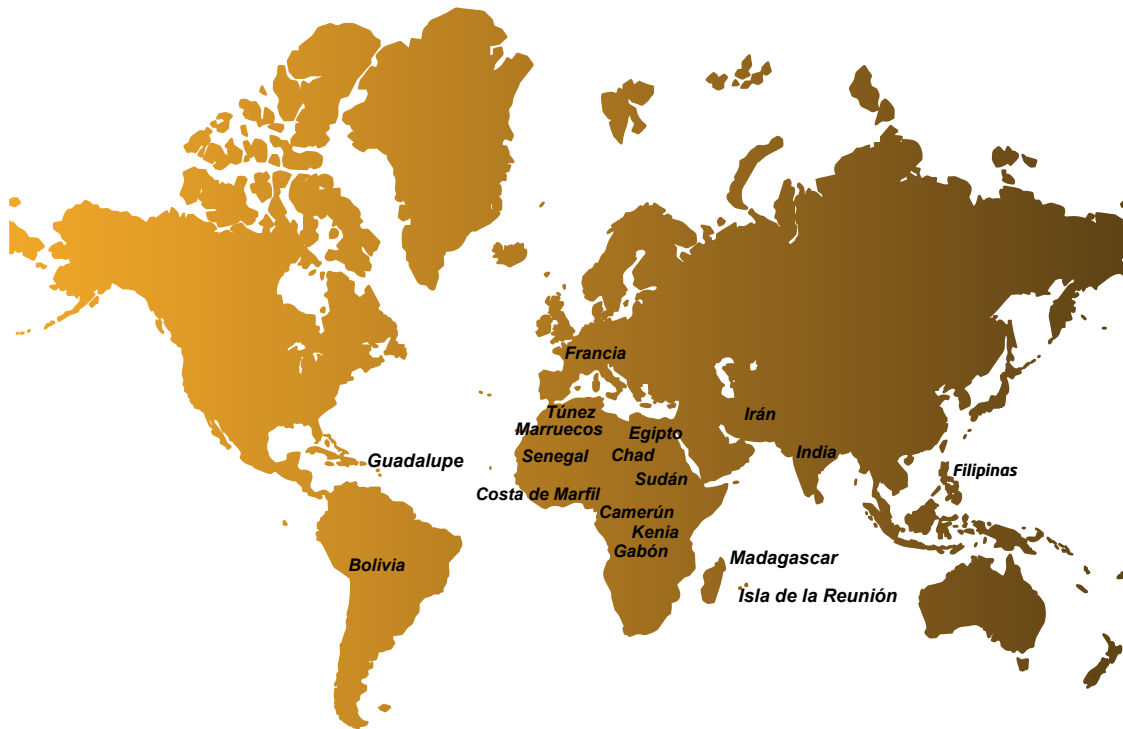 Francia
Túnez
Irán
Marruecos
Egipto
Guadalupe
Senegal
Chad
India
Filipinas
Sudán
Costa de Marfil
Camerún
Kenia
Gabón
Bolivia
Madagascar
Isla de la Reunión